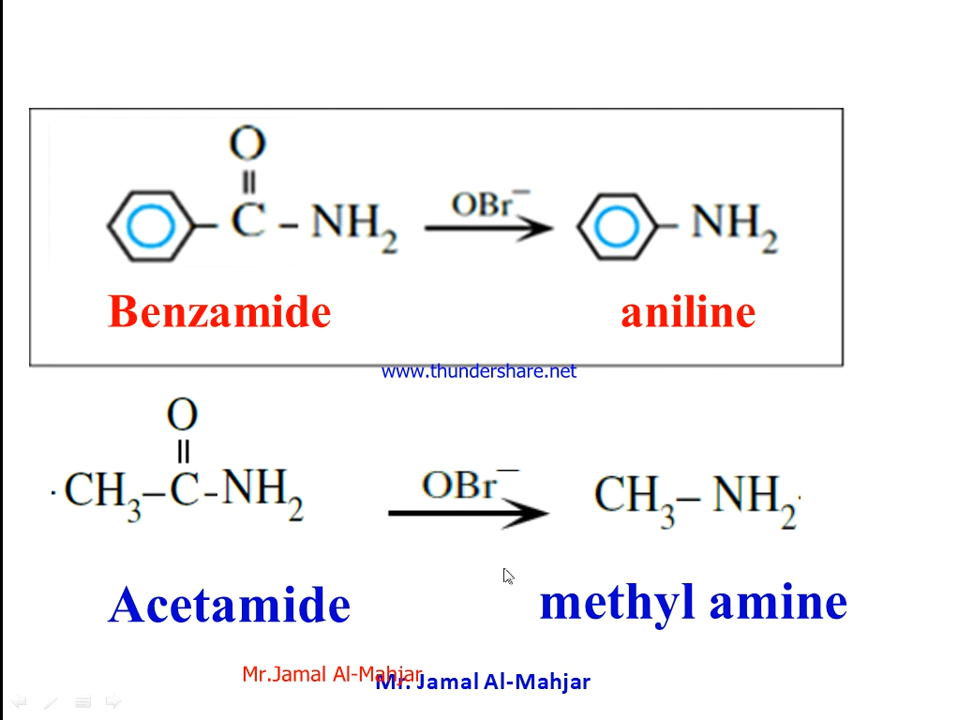 O
||
C – NH₂
OBr⁻
NH₂
Benzamide
aniline
www.thundershare.net
O
||
CH₃–C-NH₂
OBr⁻
CH₃– NH₂
Acetamide
methyl amine
Mr.Jamal Al-Mahjar
Mr. Jamal Al-Mahjar